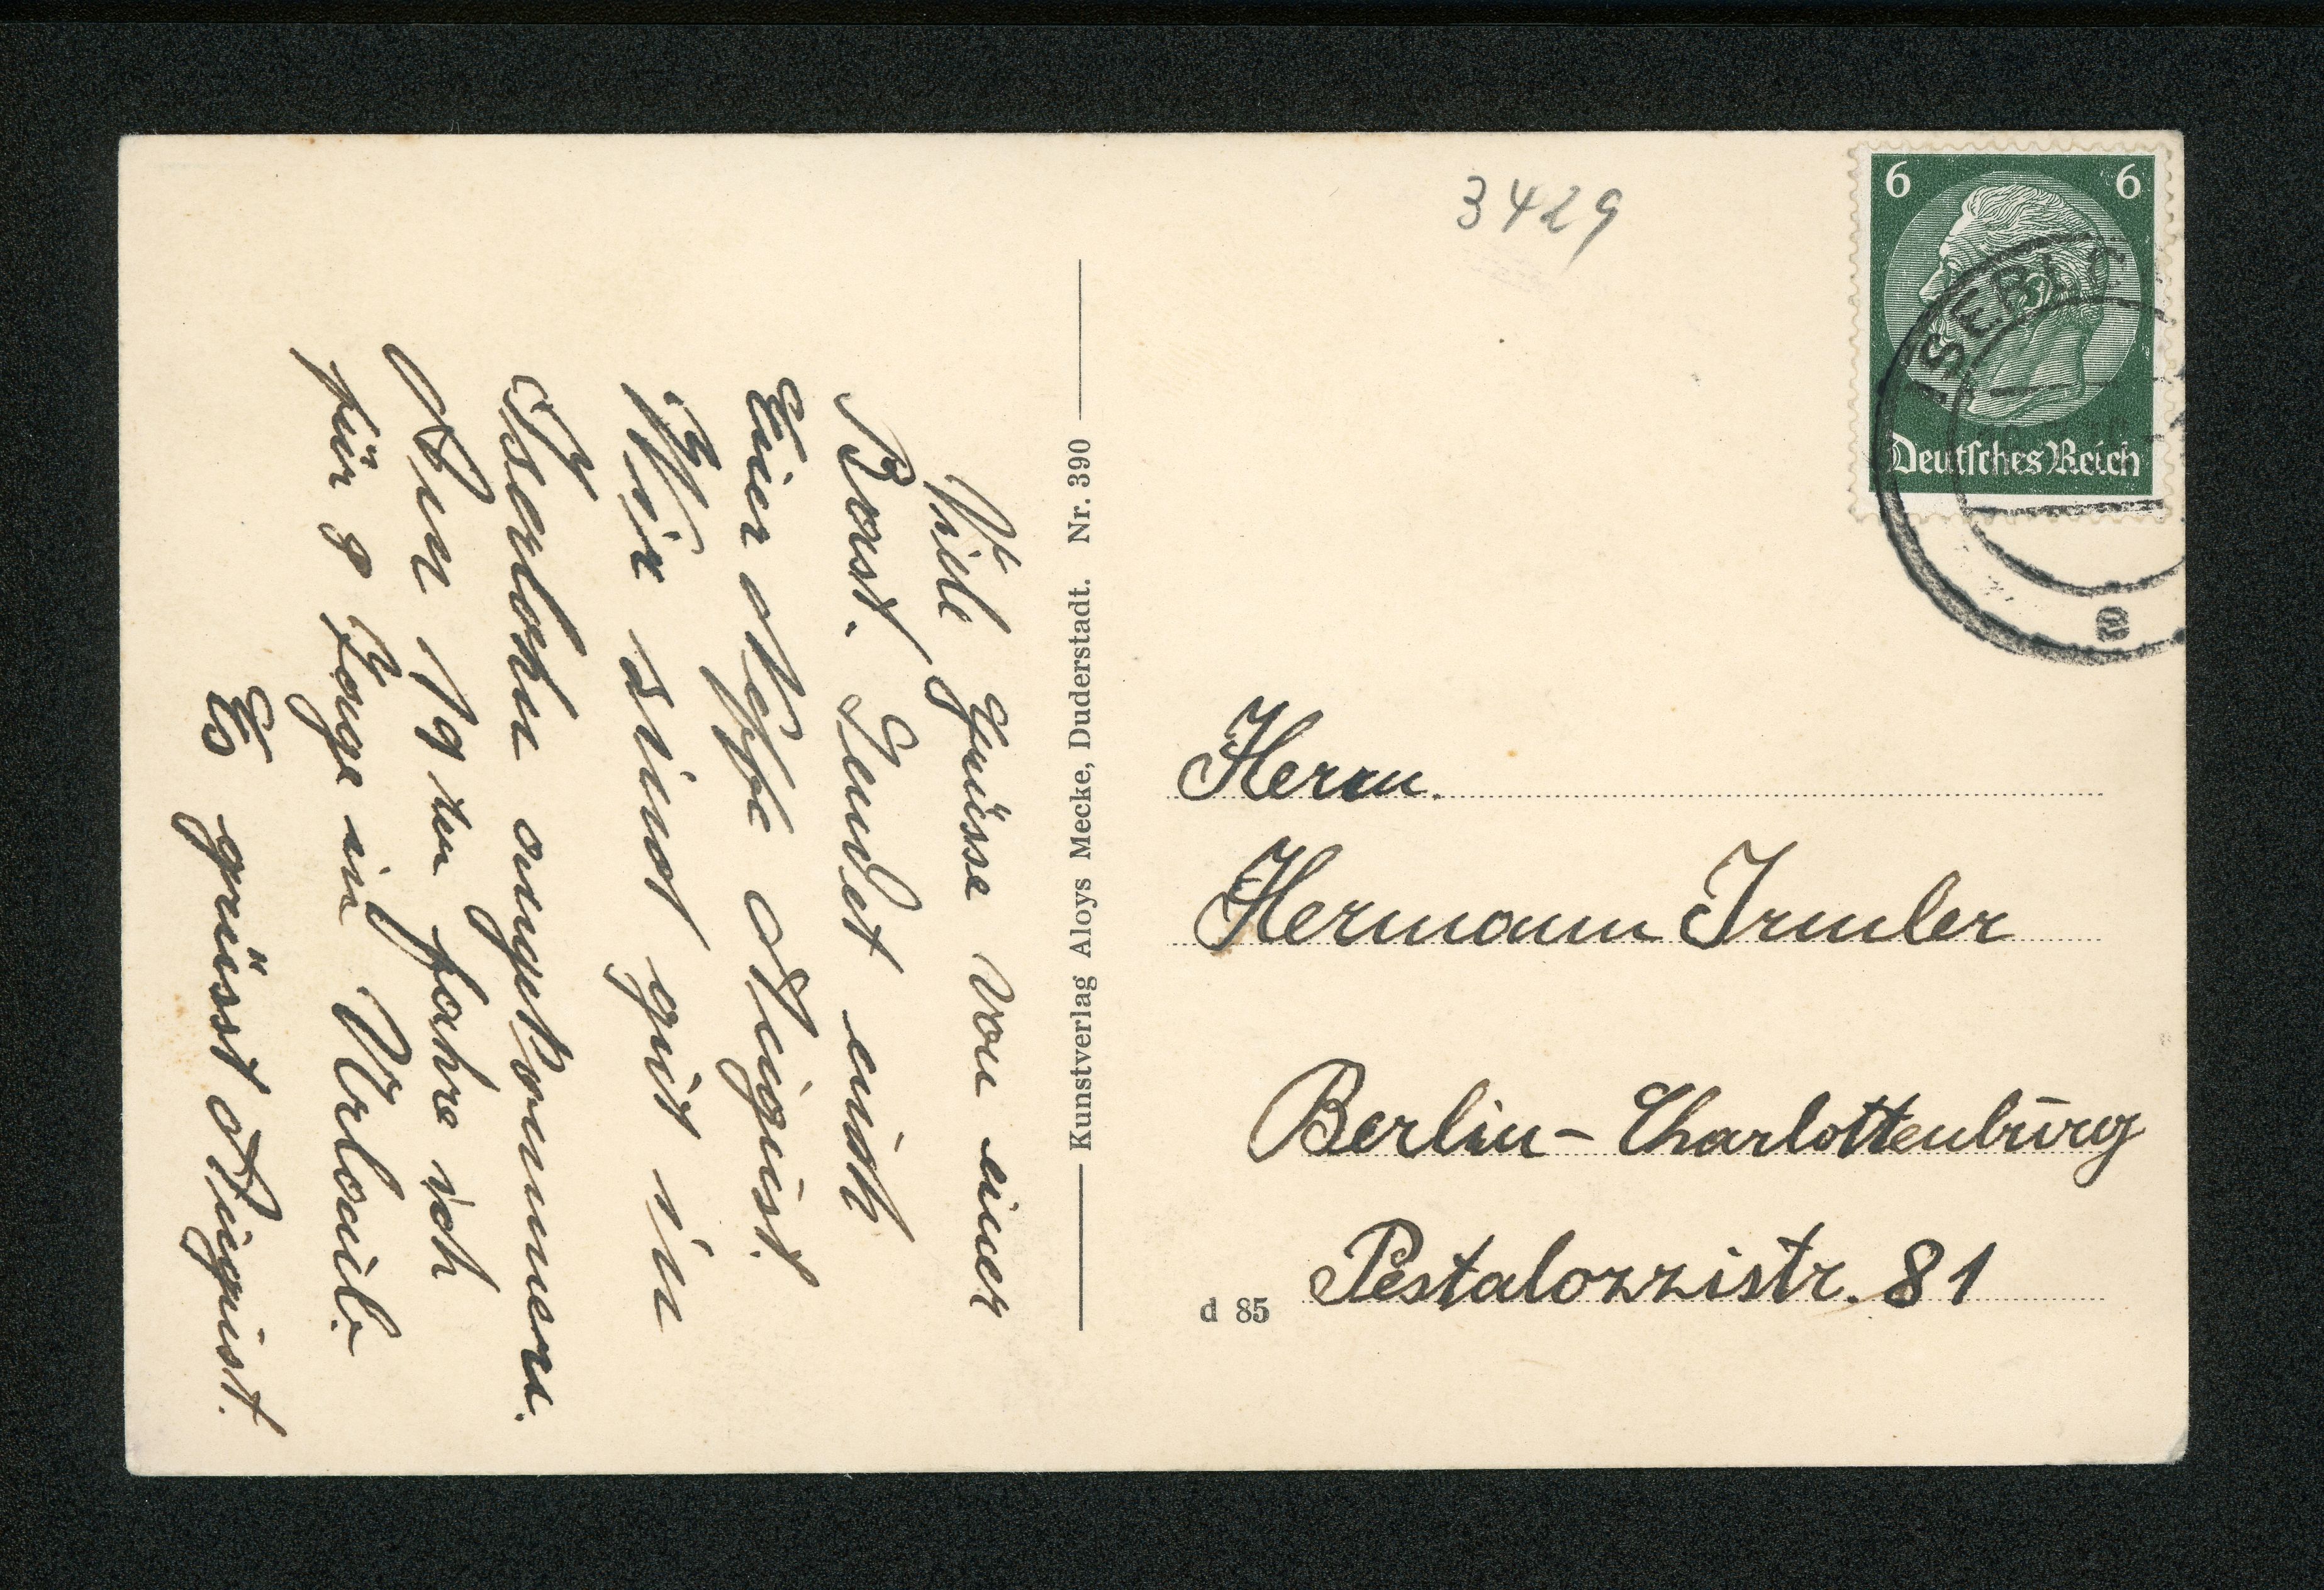 Viele Grüsse von einer
Rast. Sendet euch
Euer Neffe August.
Wir sind gut in
Iserlohn angekommen.
Am 19ten fahre ich
für 8 Tage in Urlaub.
Es grüsst August.
Kunstverlag Aloys Mecke, Duderstadt. Nr. 390
3429
6 6
Deutsches Reich
ISERLO
e
Herrn.
Hermann Irmler
Berlin-Charlottenburg
Pestalozzistr. 81
d 85